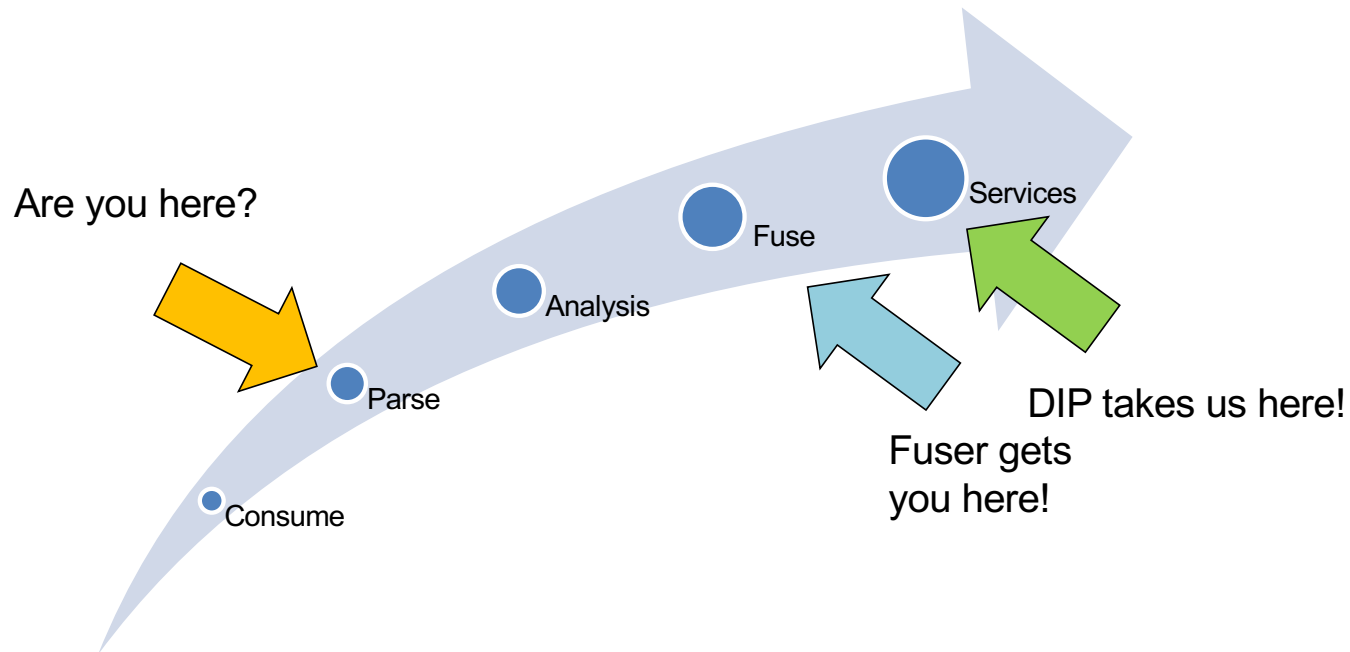 Are you here?
Services
Fuse
Analysis
Parse
DIP takes us here!
Fuser gets
you here!
Consume